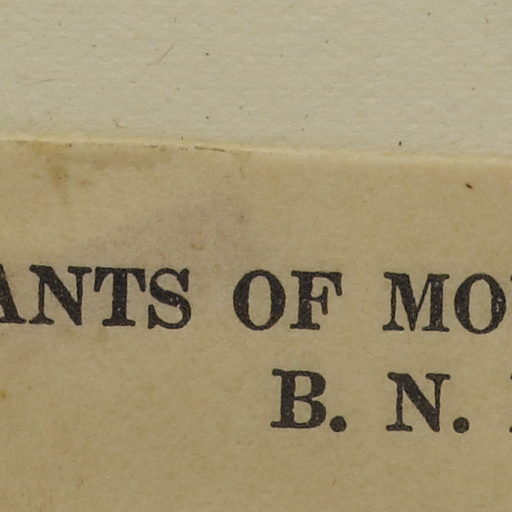 ANTS OF MO
B. N.